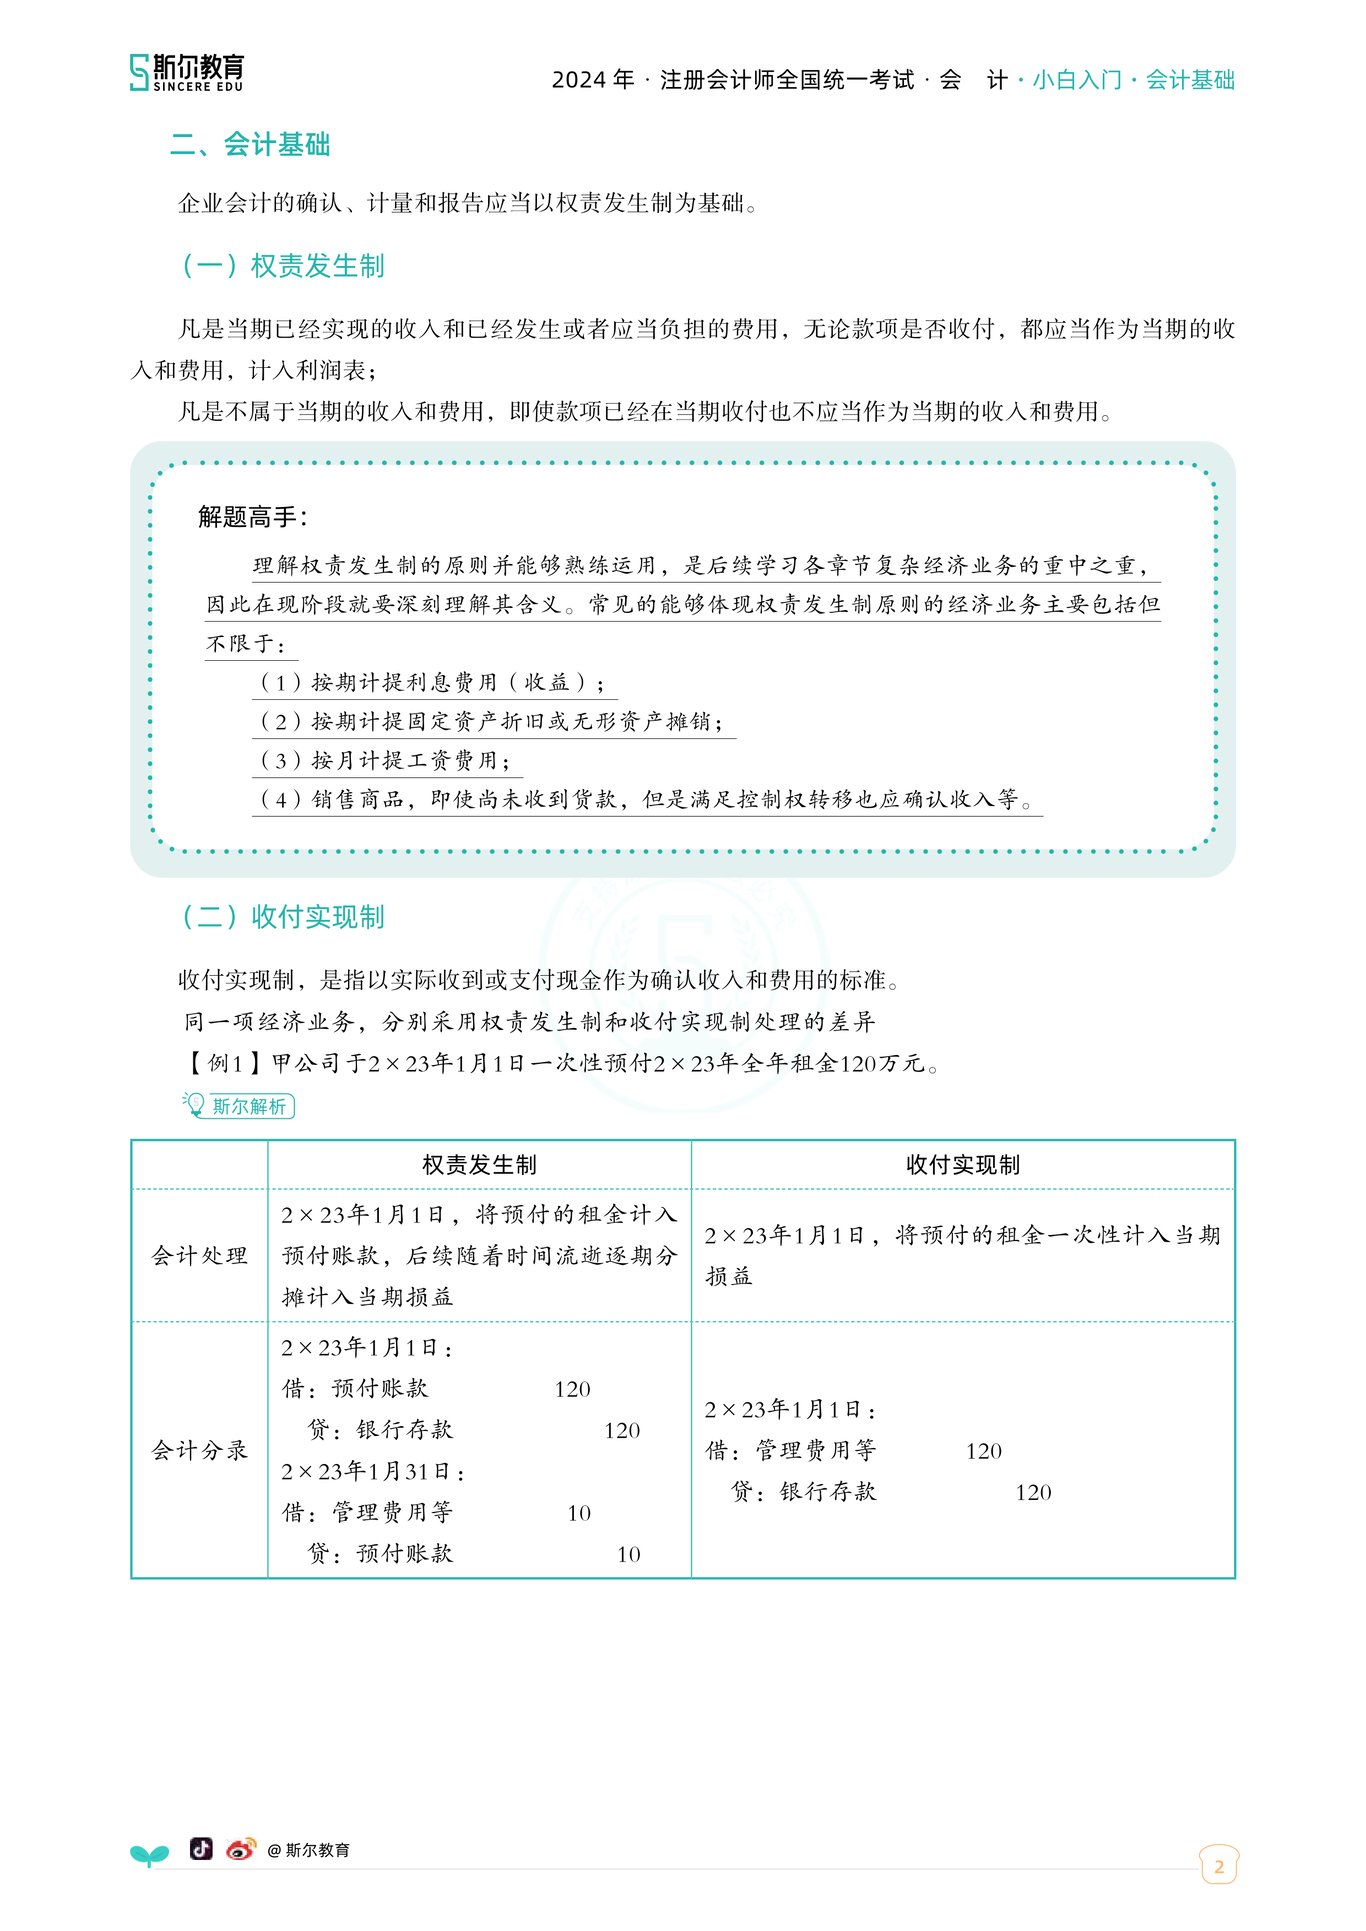 斯尔教育
SINCERE EDU
2024 年 · 注册会计师全国统一考试 · 会　计 · 小白入门 · 会计基础
二、会计基础
企业会计的确认、计量和报告应当以权责发生制为基础。
（一）权责发生制
凡是当期已经实现的收入和已经发生或者应当负担的费用，无论款项是否收付，都应当作为当期的收
入和费用，计入利润表；
凡是不属于当期的收入和费用，即使款项已经在当期收付也不应当作为当期的收入和费用。
解题高手：
理解权责发生制的原则并能够熟练运用，是后续学习各章节复杂经济业务的重中之重，
因此在现阶段就要深刻理解其含义。常见的能够体现权责发生制原则的经济业务主要包括但
不限于：
（1）按期计提利息费用（收益）；
（2）按期计提固定资产折旧或无形资产摊销；
（3）按月计提工资费用；
（4）销售商品，即使尚未收到货款，但是满足控制权转移也应确认收入等。
（二）收付实现制
收付实现制，是指以实际收到或支付现金作为确认收入和费用的标准。
同一项经济业务，分别采用权责发生制和收付实现制处理的差异
【例1】甲公司于2×23年1月1日一次性预付2×23年全年租金120万元。
斯尔解析
权责发生制　收付实现制
会计处理
2×23年1月1日，将预付的租金计入
预付账款，后续随着时间流逝逐期分
摊计入当期损益
2×23年1月1日，将预付的租金一次性计入当期
损益
会计分录
2×23年1月1日：
借：预付账款　120
贷：银行存款　120
2×23年1月31日：
借：管理费用等　10
贷：预付账款　10
2×23年1月1日：
借：管理费用等　120
贷：银行存款　120
@ 斯尔教育
2